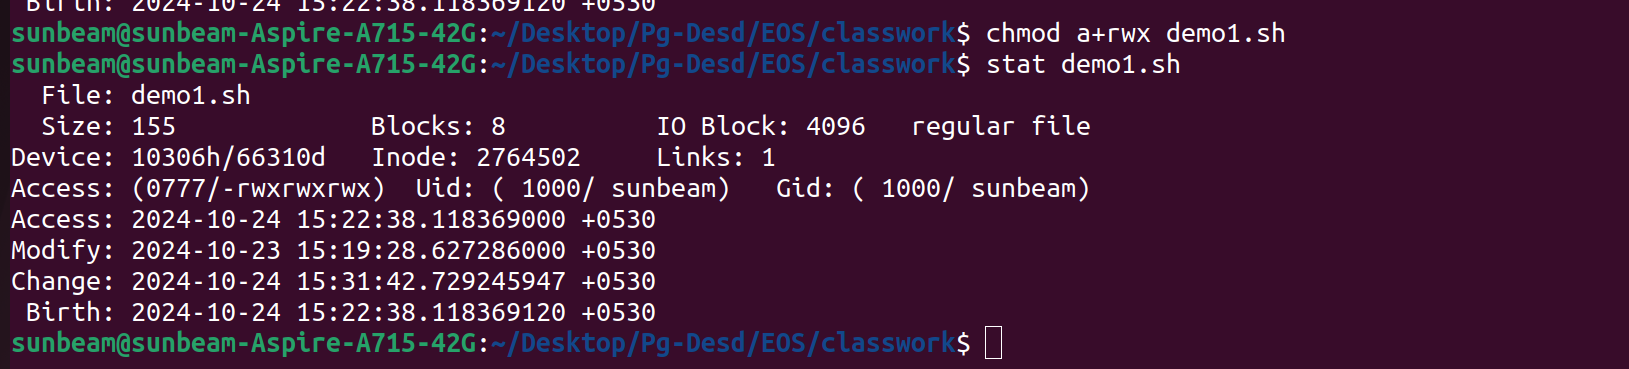 Birth: 2024-10-24 15:22:38.118369120 +0530
sunbeam@sunbeam-Aspire-A715-42G:~/Desktop/Pg-Desd/EOS/classwork$ chmod a+rwx demo1.sh
sunbeam@sunbeam-Aspire-A715-42G:~/Desktop/Pg-Desd/EOS/classwork$ stat demo1.sh
  File: demo1.sh
  Size: 155             Blocks: 8          IO Block: 4096   regular file
Device: 10306h/66310d   Inode: 2764502     Links: 1
Access: (0777/-rwxrwxrwx)  Uid: ( 1000/ sunbeam)   Gid: ( 1000/ sunbeam)
Access: 2024-10-24 15:22:38.118369000 +0530
Modify: 2024-10-23 15:19:28.627286000 +0530
Change: 2024-10-24 15:31:42.729245947 +0530
 Birth: 2024-10-24 15:22:38.118369120 +0530
sunbeam@sunbeam-Aspire-A715-42G:~/Desktop/Pg-Desd/EOS/classwork$